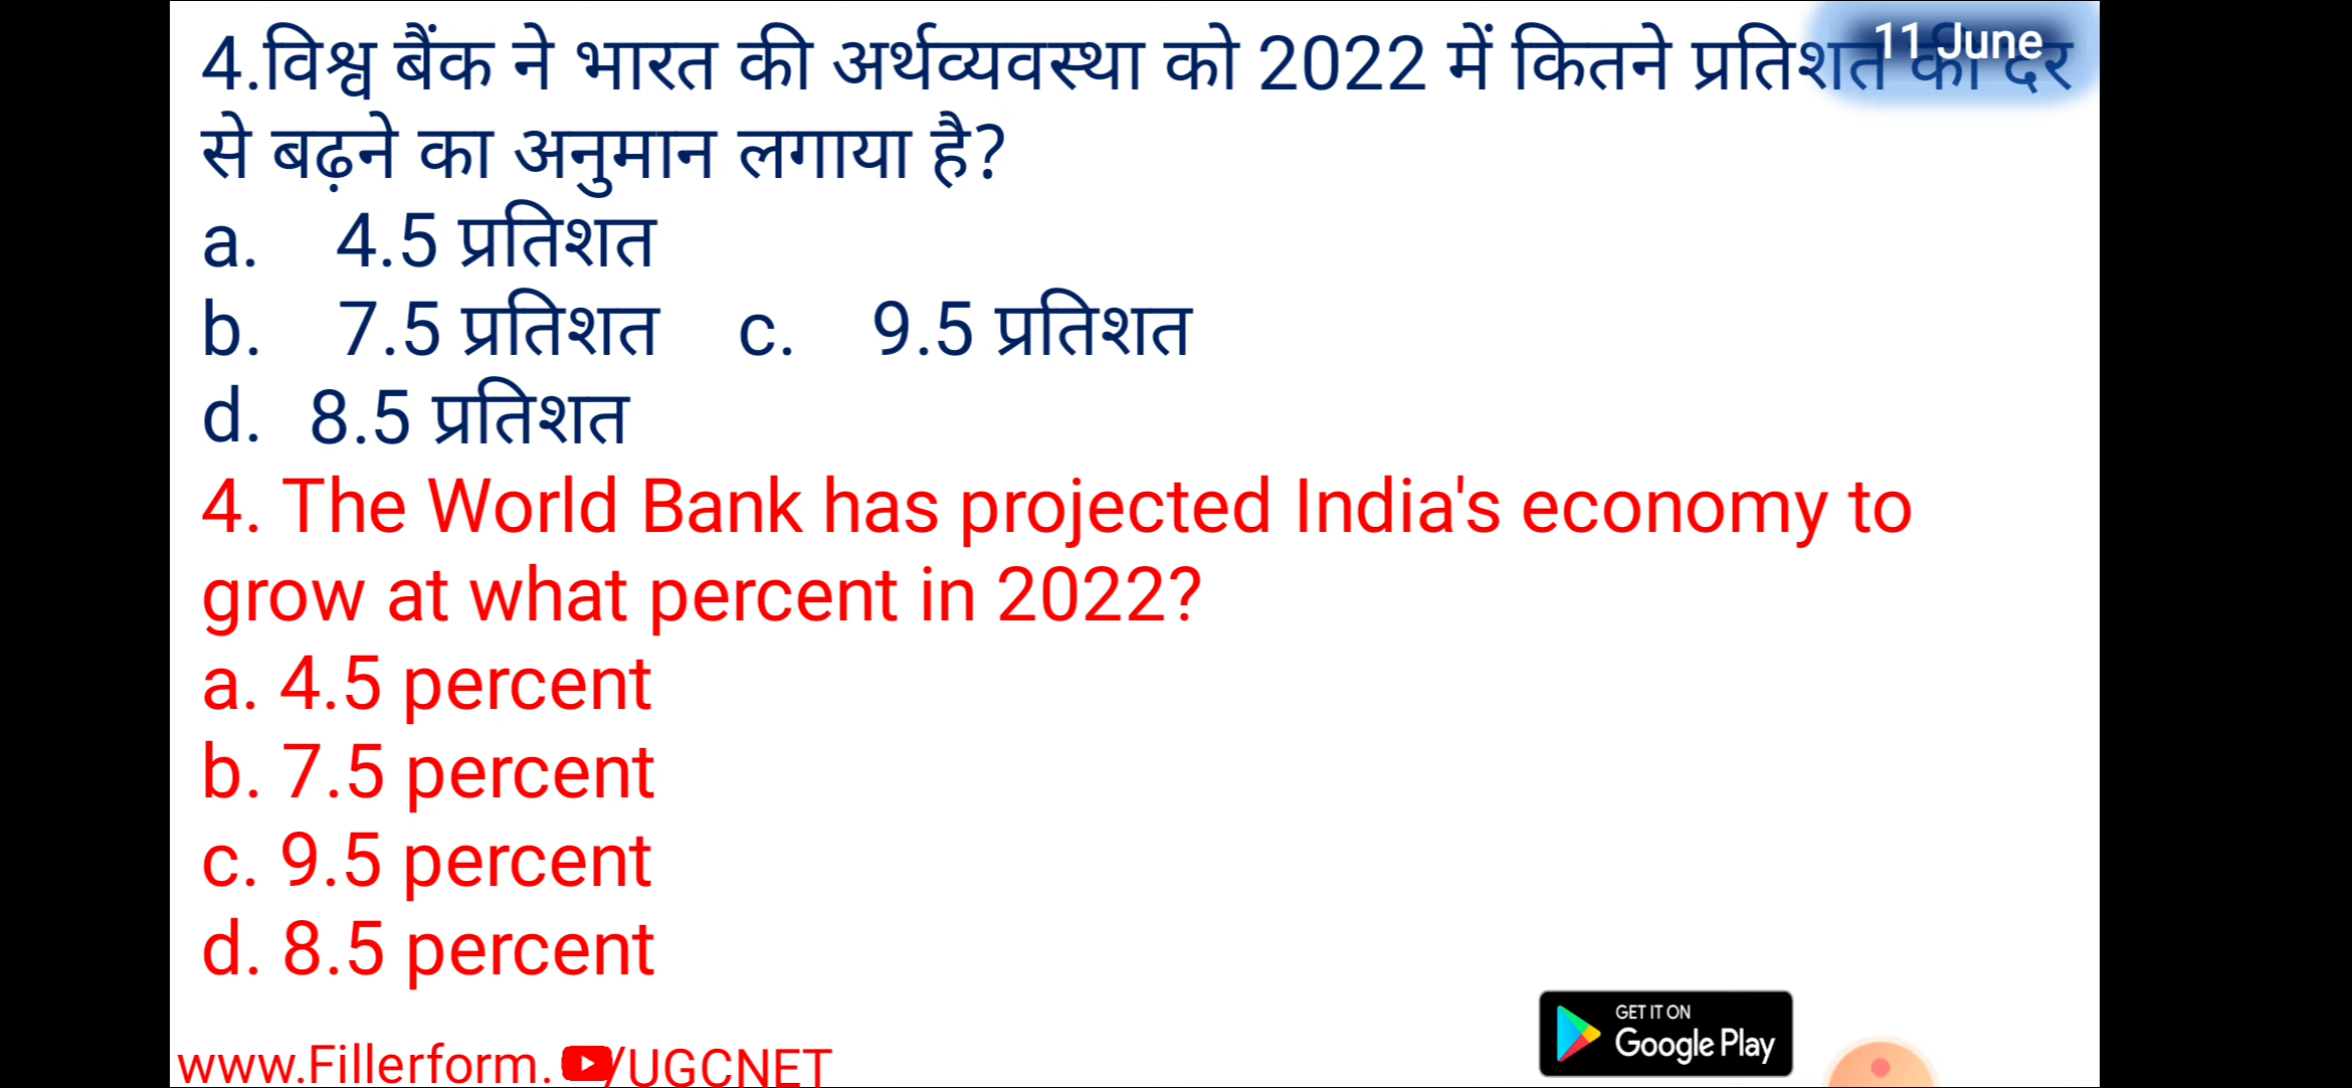 4.विश्व बैंक ने भारत की अर्थव्यवस्था को 2022 में कितने प्रतिशत की दर
11 June
से बढ़ने का अनुमान लगाया है?
a. 4.5 प्रतिशत
b. 7.5 प्रतिशत c. 9.5 प्रतिशत
d. 8.5 प्रतिशत
4. The World Bank has projected India's economy to
grow at what percent in 2022?
a. 4.5 percent
b. 7.5 percent
c. 9.5 percent
d. 8.5 percent
GET IT ON
Google Play
www.Fillerform. /UGCNET